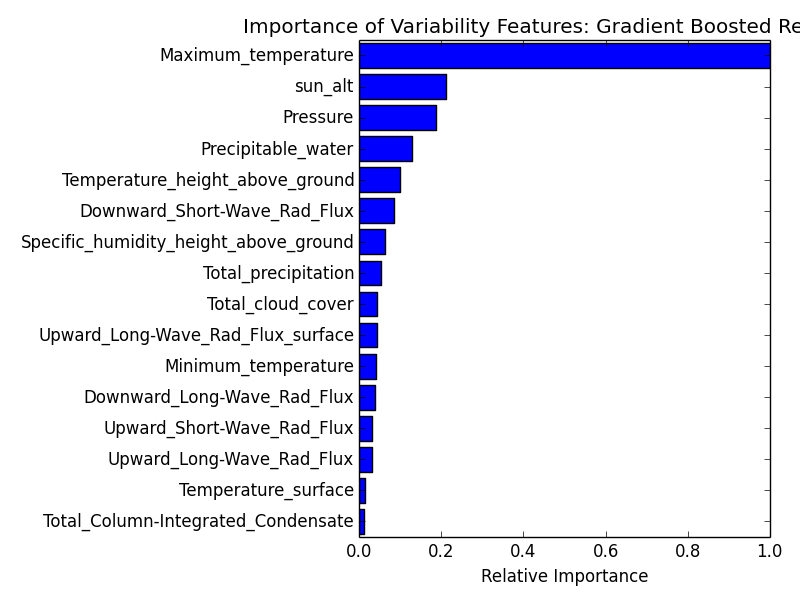 Importance of Variability Features: Gradient Boosted Re
Maximum_temperature
sun_alt
Pressure
Precipitable_water
Temperature_height_above_ground
Downward_Short-Wave_Rad_Flux
Specific_humidity_height_above_ground
Total_precipitation
Total_cloud_cover
Upward_Long-Wave_Rad_Flux_surface
Minimum_temperature
Downward_Long-Wave_Rad_Flux
Upward_Short-Wave_Rad_Flux
Upward_Long-Wave_Rad_Flux
Temperature_surface
Total_Column-Integrated_Condensate
0.0 0.2 0.4 0.6 0.8 1.0
Relative Importance